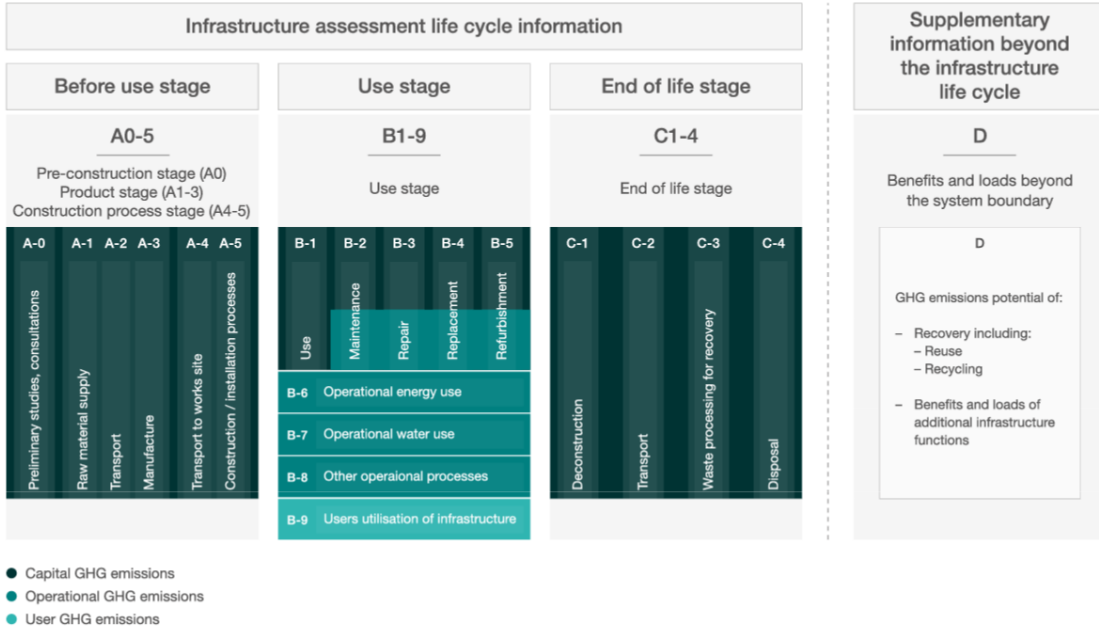 Infrastructure assessment life cycle information
Supplementary
information beyond
the infrastructure
life cycle
Before use stage
Use stage
End of life stage
A0-5
Pre-construction stage (A0)
Product stage (A1-3)
Construction process stage (A4-5)
B1-9
Use stage
C1-4
End of life stage
D
Benefits and loads beyond
the system boundary
A-0
A-1
A-2
A-3
A-4
A-5
Preliminary studies, consultations
Raw material supply
Transport
Manufacture
Transport to works site
Construction / installation processes
B-1
B-2
B-3
B-4
B-5
Use
Maintenance
Repair
Replacement
Refurbishment
B-6 Operational energy use
B-7 Operational water use
B-8 Other operaional processes
B-9 Users utilisation of infrastructure
C-1
C-2
C-3
C-4
Deconstruction
Transport
Waste processing for recovery
Disposal
D
GHG emissions potential of:
– Recovery including:
– Reuse
– Recycling
– Benefits and loads of
additional infrastructure
functions
Capital GHG emissions
Operational GHG emissions
User GHG emissions